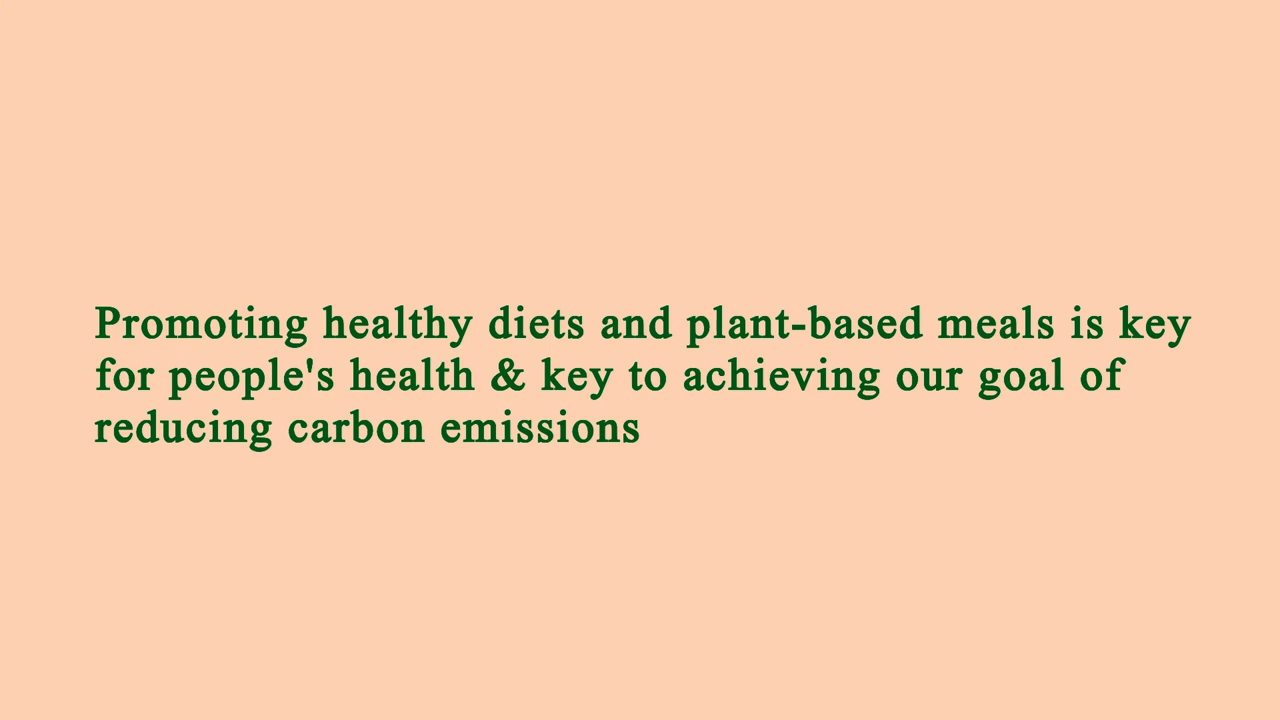 Promoting healthy diets and plant-based meals is key
for people's health & key to achieving our goal of
reducing carbon emissions